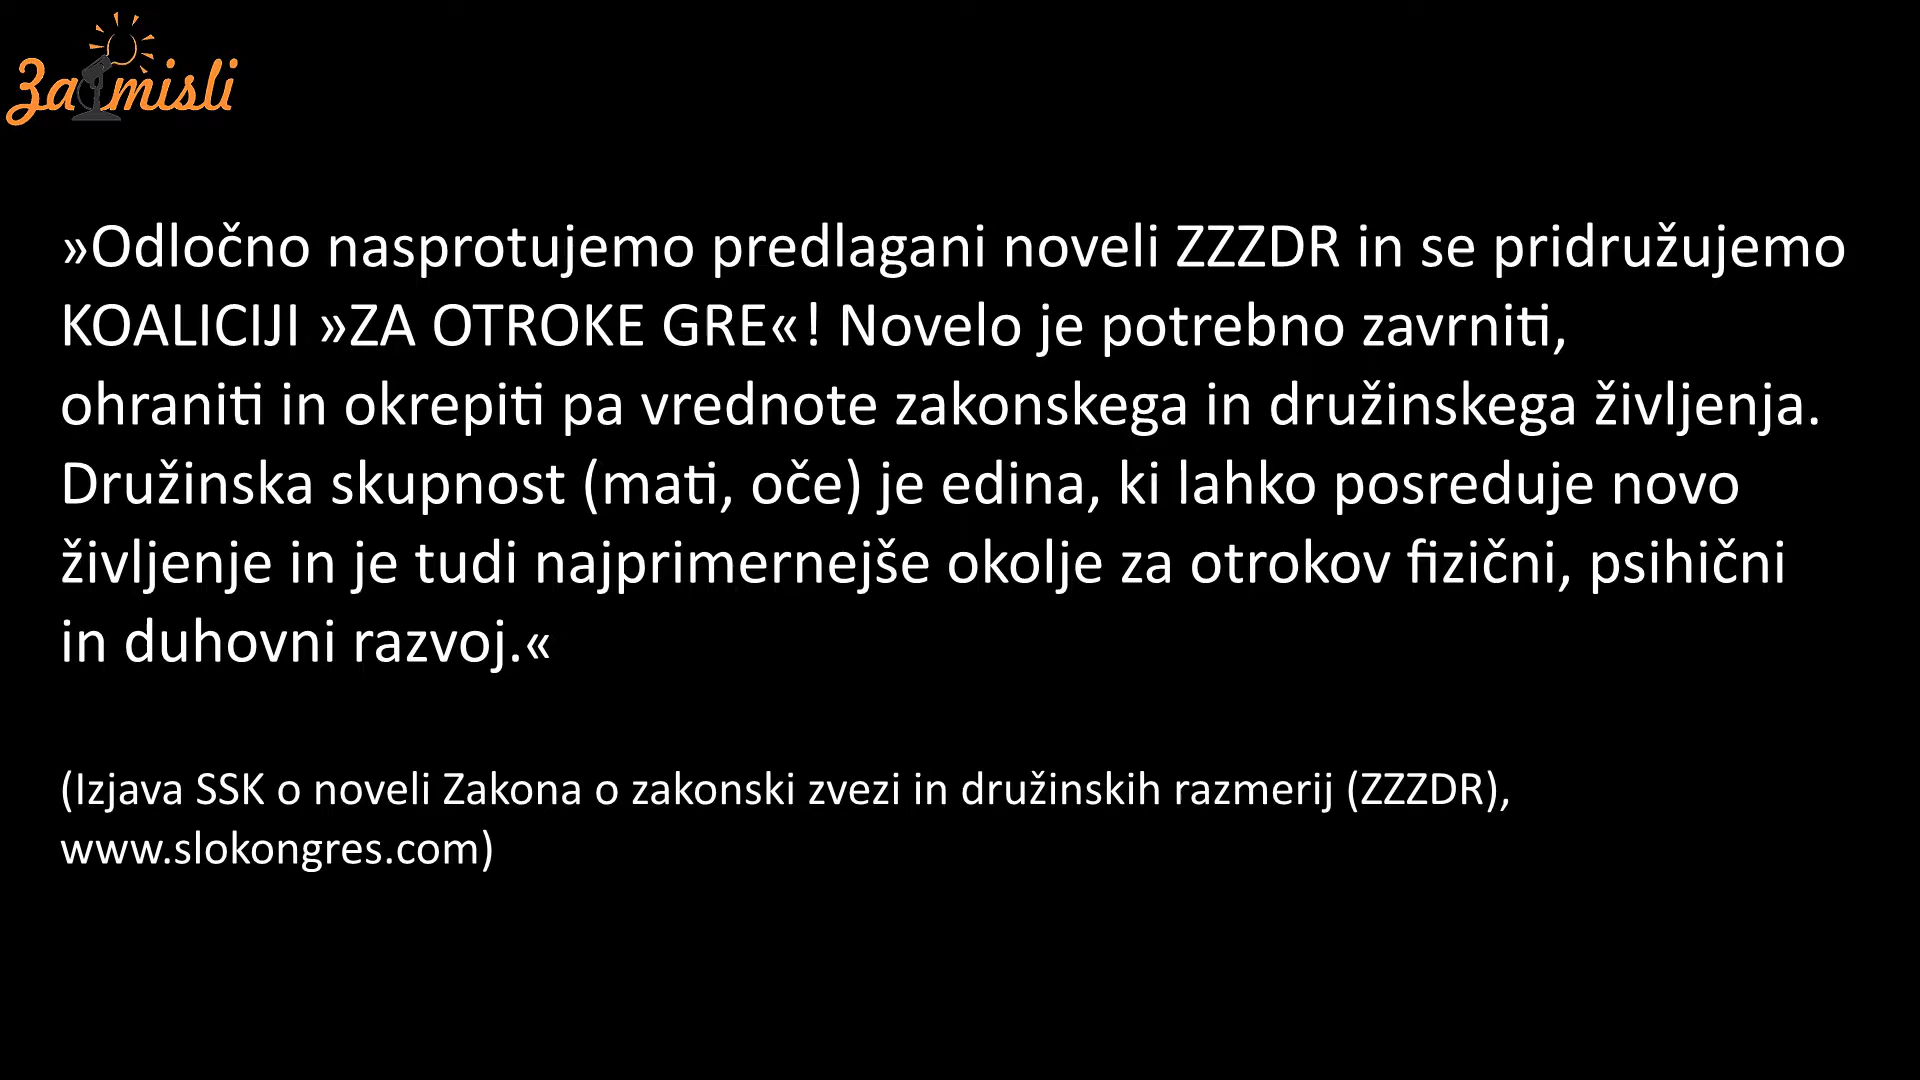 Za misli
»Odločno nasprotujemo predlagani noveli ZZZDR in se pridružujemo
KOALICIJI »ZA OTROKE GRE«! Novelo je potrebno zavrniti,
ohraniti in okrepiti pa vrednote zakonskega in družinskega življenja.
Družinska skupnost (mati, oče) je edina, ki lahko posreduje novo
življenje in je tudi najprimernejše okolje za otrokov fizični, psihični
in duhovni razvoj.«
(Izjava SSK o noveli Zakona o zakonski zvezi in družinskih razmerij (ZZZDR),
www.slokongres.com)